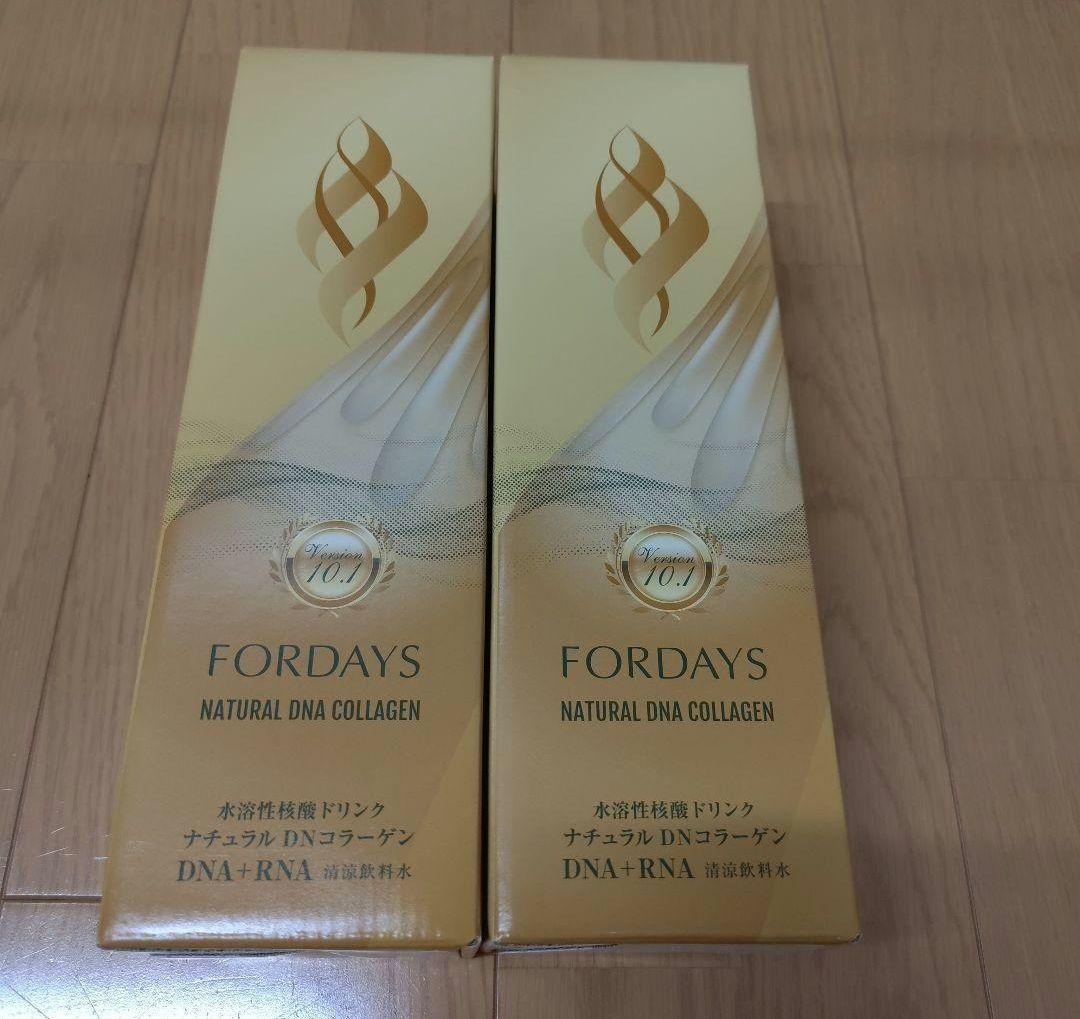 Version
10.1
FORDAYS
NATURAL DNA COLLAGEN
水溶性核酸ドリンク
ナチュラル DNコラーゲン
DNA+RNA 清涼飲料水
Version
10.1
FORDAYS
NATURAL DNA COLLAGEN
水溶性核酸ドリンク
ナチュラル DNコラーゲン
DNA+RNA 清涼飲料水